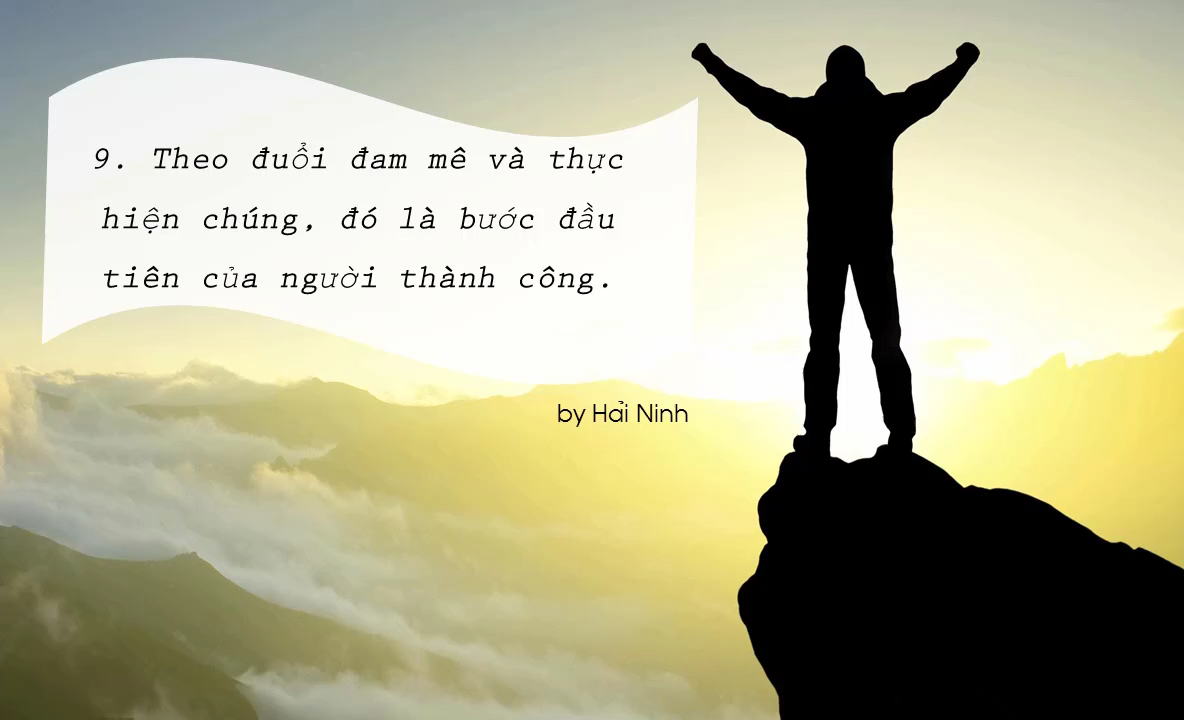 9. Theo đuổi đam mê và thực
hiện chúng, đó là bước đầu
tiên của người thành công.
by Hải Ninh